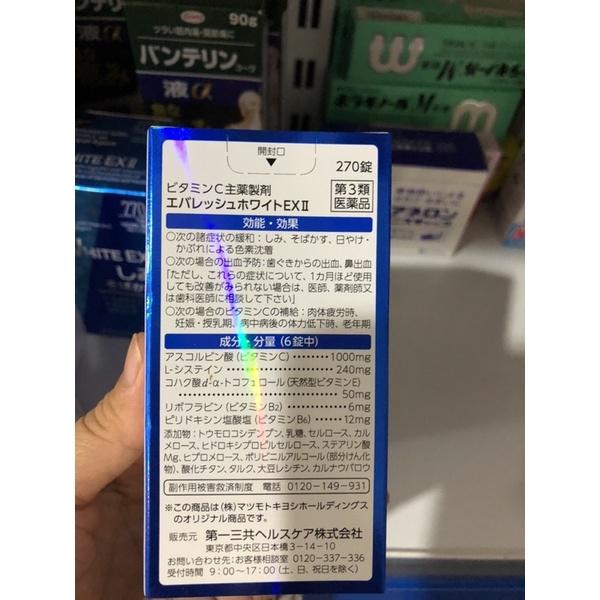 Kowa
90g
つらい筋肉痛・関節痛に
バンテリン
コーワ
液α
開封口
270錠
ビタミンC主薬製剤
エバレッシュホワイトEXⅡ
第3類
医薬品
効能・効果
○次の諸症状の緩和：しみ、そばかす、日やけ・
かぶれによる色素沈着
○次の場合の出血予防：歯ぐきからの出血、鼻出血
「ただし、これらの症状について、1カ月ほど使用
しても改善がみられない場合は、医師、薬剤師又
は歯科医師に相談して下さい」
○次の場合のビタミンCの補給：肉体疲労時、
妊娠・授乳期、病中病後の体力低下時、老年期
成分・分量（6錠中）
アスコルビン酸（ビタミンC）………1000mg
L-システイン………240mg
コハク酸d-α-トコフェロール（天然型ビタミンE）
………50mg
リボフラビン（ビタミンB2）………6mg
ピリドキシン塩酸塩（ビタミンB6）………12mg
添加物：トウモロコシデンプン、乳糖、セルロース、カル
メロース、ヒドロキシプロピルセルロース、ステアリン酸
Mg、ヒプロメロース、ポリビニルアルコール（部分けん化
物）、酸化チタン、タルク、大豆レシチン、カルナウバロウ
副作用被害救済制度 電話 0120-149-931
※この商品は（株）マツモトキヨシホールディングス
のオリジナル商品です。
販売元 第一三共ヘルスケア株式会社
東京都中央区日本橋3-14-10
お問い合わせ先：お客様相談室 0120-337-336
受付時間 9：00～17：00（土、日、祝日を除く）
WHITE EXⅡ
WHITE EX